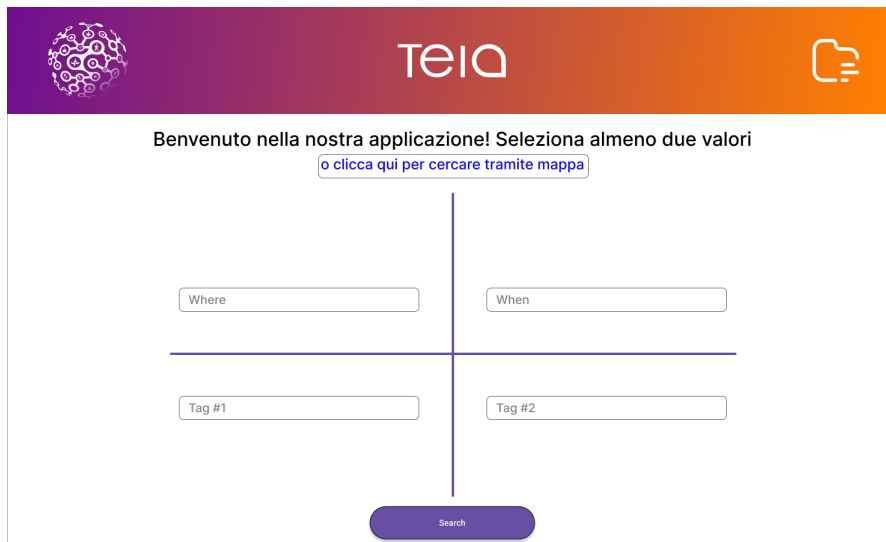 TEIA
Benvenuto nella nostra applicazione! Seleziona almeno due valori
o clicca qui per cercare tramite mappa
Where
When
Tag #1
Tag #2
Search